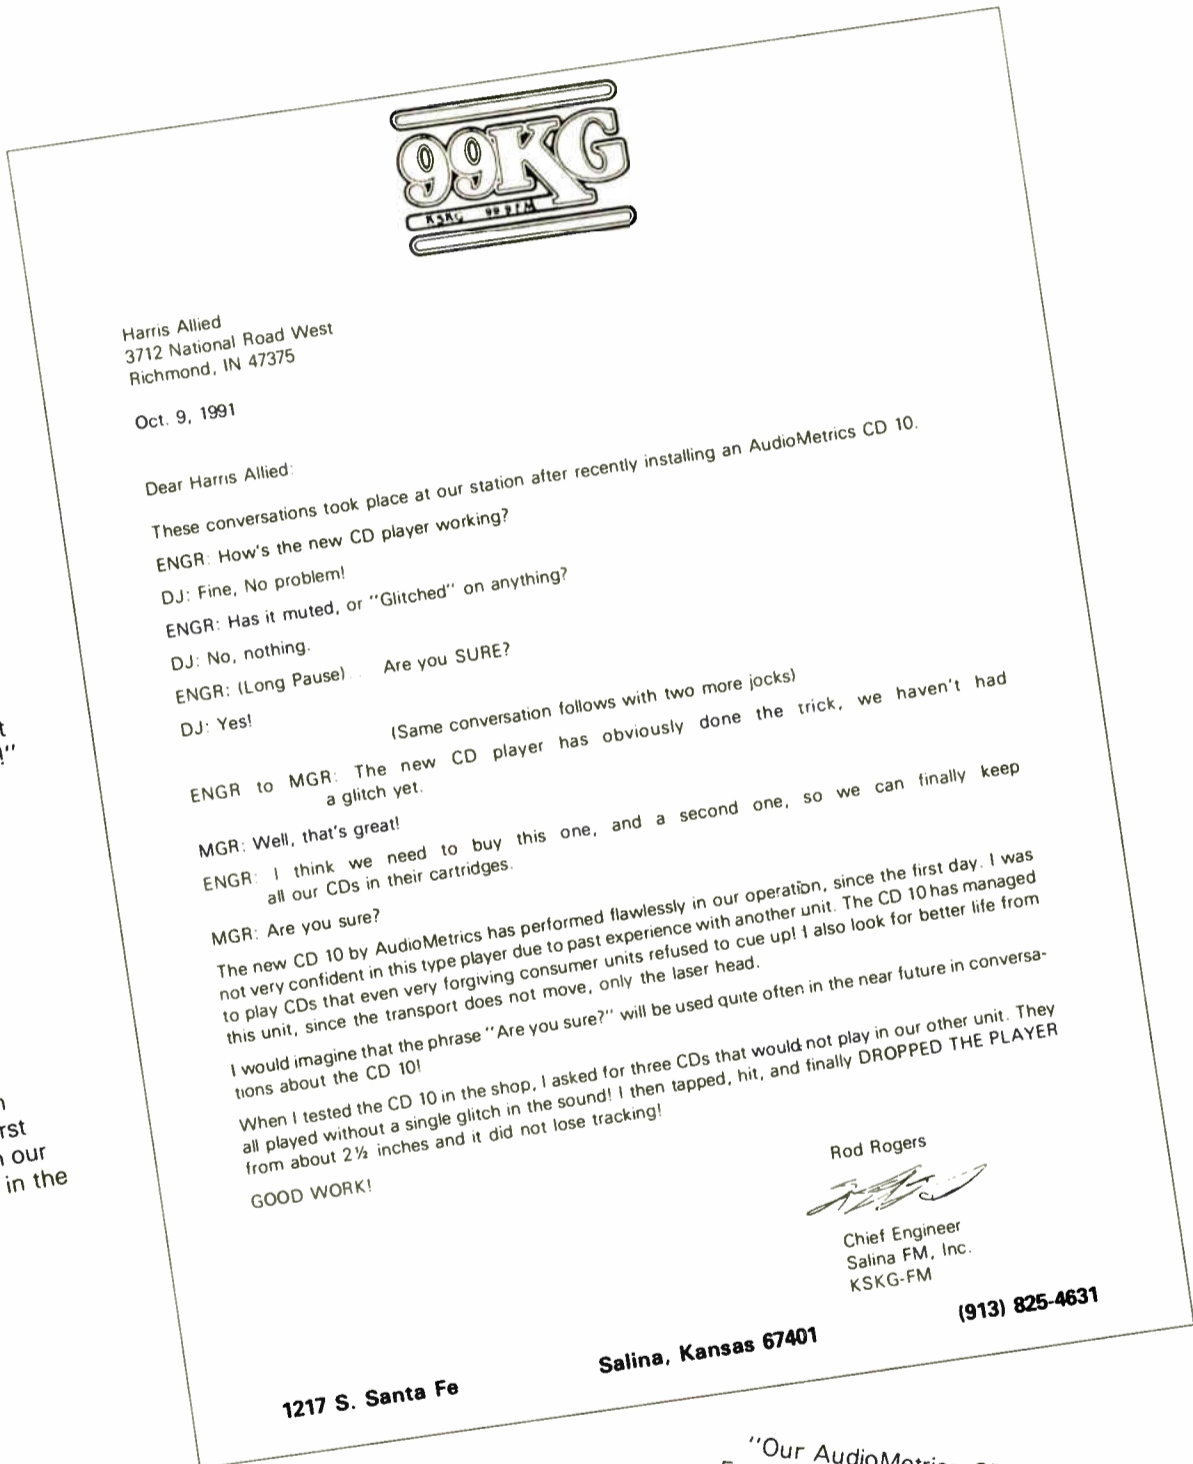 99KG
KSKG 99.9 FM
Harris Allied
3712 National Road West
Richmond, IN 47375
Oct. 9, 1991
Dear Harris Allied:
These conversations took place at our station after recently installing an AudioMetrics CD 10.
ENGR: How's the new CD player working?
DJ: Fine, No problem!
ENGR: Has it muted, or "Glitched" on anything?
DJ: No, nothing.
ENGR: (Long Pause) . . Are you SURE?
DJ: Yes!
(Same conversation follows with two more jocks)
ENGR to MGR: The new CD player has obviously done the trick, we haven't had
a glitch yet.
MGR: Well, that's great!
ENGR: I think we need to buy this one, and a second one, so we can finally keep
all our CDs in their cartridges.
MGR: Are you sure?
The new CD 10 by AudioMetrics has performed flawlessly in our operation, since the first day. I was
not very confident in this type player due to past experience with another unit. The CD 10 has managed
to play CDs that even very forgiving consumer units refused to cue up! I also look for better life from
this unit, since the transport does not move, only the laser head.
I would imagine that the phrase "Are you sure?" will be used quite often in the near future in conversa-
tions about the CD 10!
When I tested the CD 10 in the shop, I asked for three CDs that would not play in our other unit. They
all played without a single glitch in the sound! I then tapped, hit, and finally DROPPED THE PLAYER
from about 2½ inches and it did not lose tracking!
GOOD WORK!
Rod Rogers
Chief Engineer
Salina FM, Inc.
KSKG-FM
1217 S. Santa Fe
Salina, Kansas 67401
(913) 825-4631
rst
our
in the
"Our